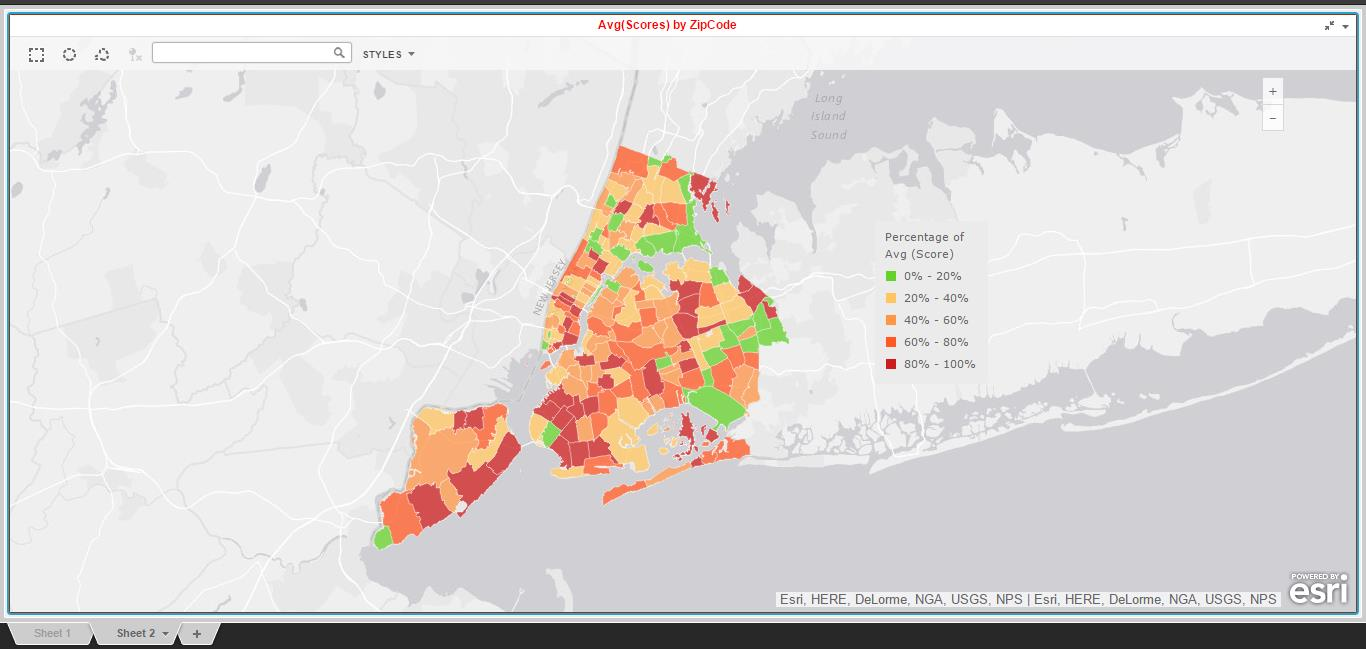 Avg(Scores) by ZipCode
STYLES
+
−
Long
Island
Sound
NEW JERSEY
Percentage of
Avg (Score)
0% - 20%
20% - 40%
40% - 60%
60% - 80%
80% - 100%
POWERED BY
esri
Esri, HERE, DeLorme, NGA, USGS, NPS | Esri, HERE, DeLorme, NGA, USGS, NPS
Sheet 1
Sheet 2
+